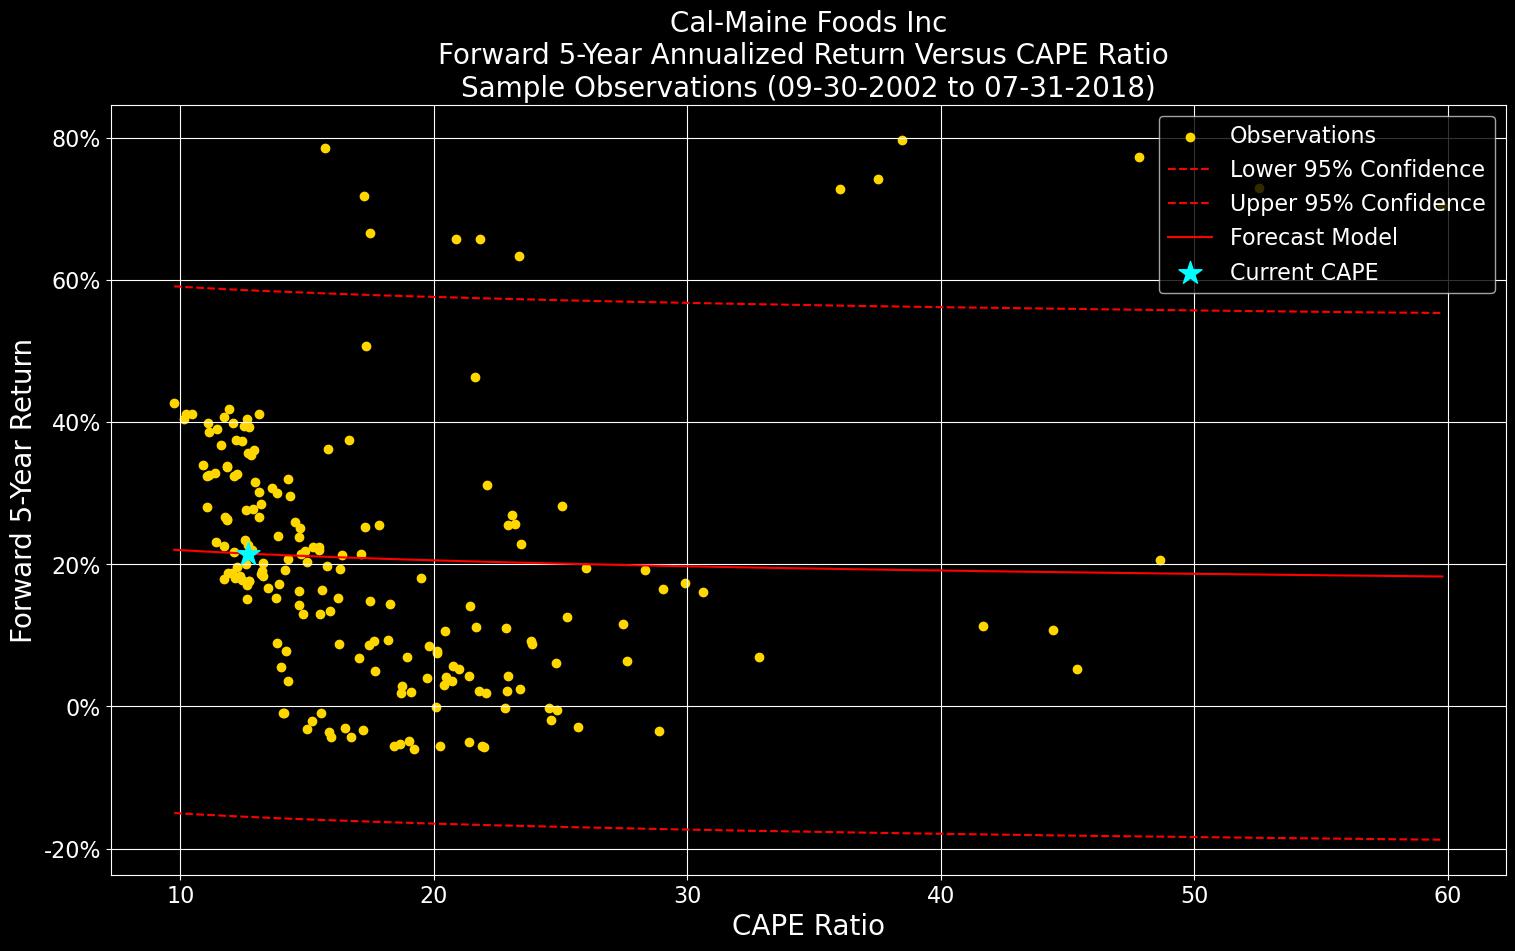 Cal-Maine Foods Inc
Forward 5-Year Annualized Return Versus CAPE Ratio
Sample Observations (09-30-2002 to 07-31-2018)
Observations
Lower 95% Confidence
Upper 95% Confidence
Forecast Model
Current CAPE
Forward 5-Year Return
80%
60%
40%
20%
0%
-20%
10
20
30
40
50
60
CAPE Ratio